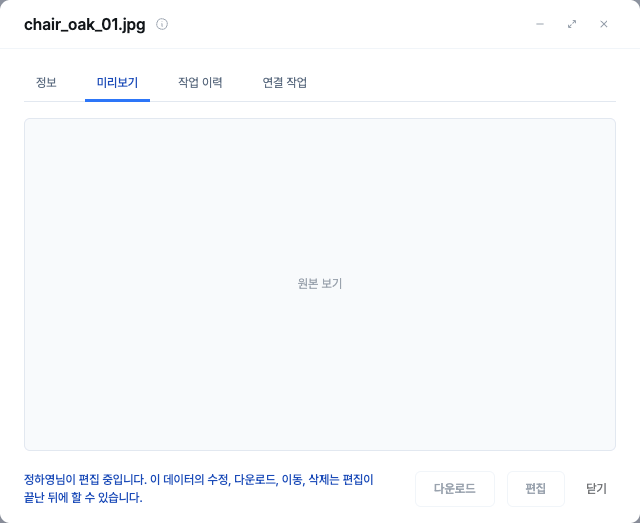 chair_oak_01.jpg
정보
미리보기
작업 이력
연결 작업
원본 보기
정하영님이 편집 중입니다. 이 데이터의 수정, 다운로드, 이동, 삭제는 편집이
끝난 뒤에 할 수 있습니다.
다운로드
편집
닫기